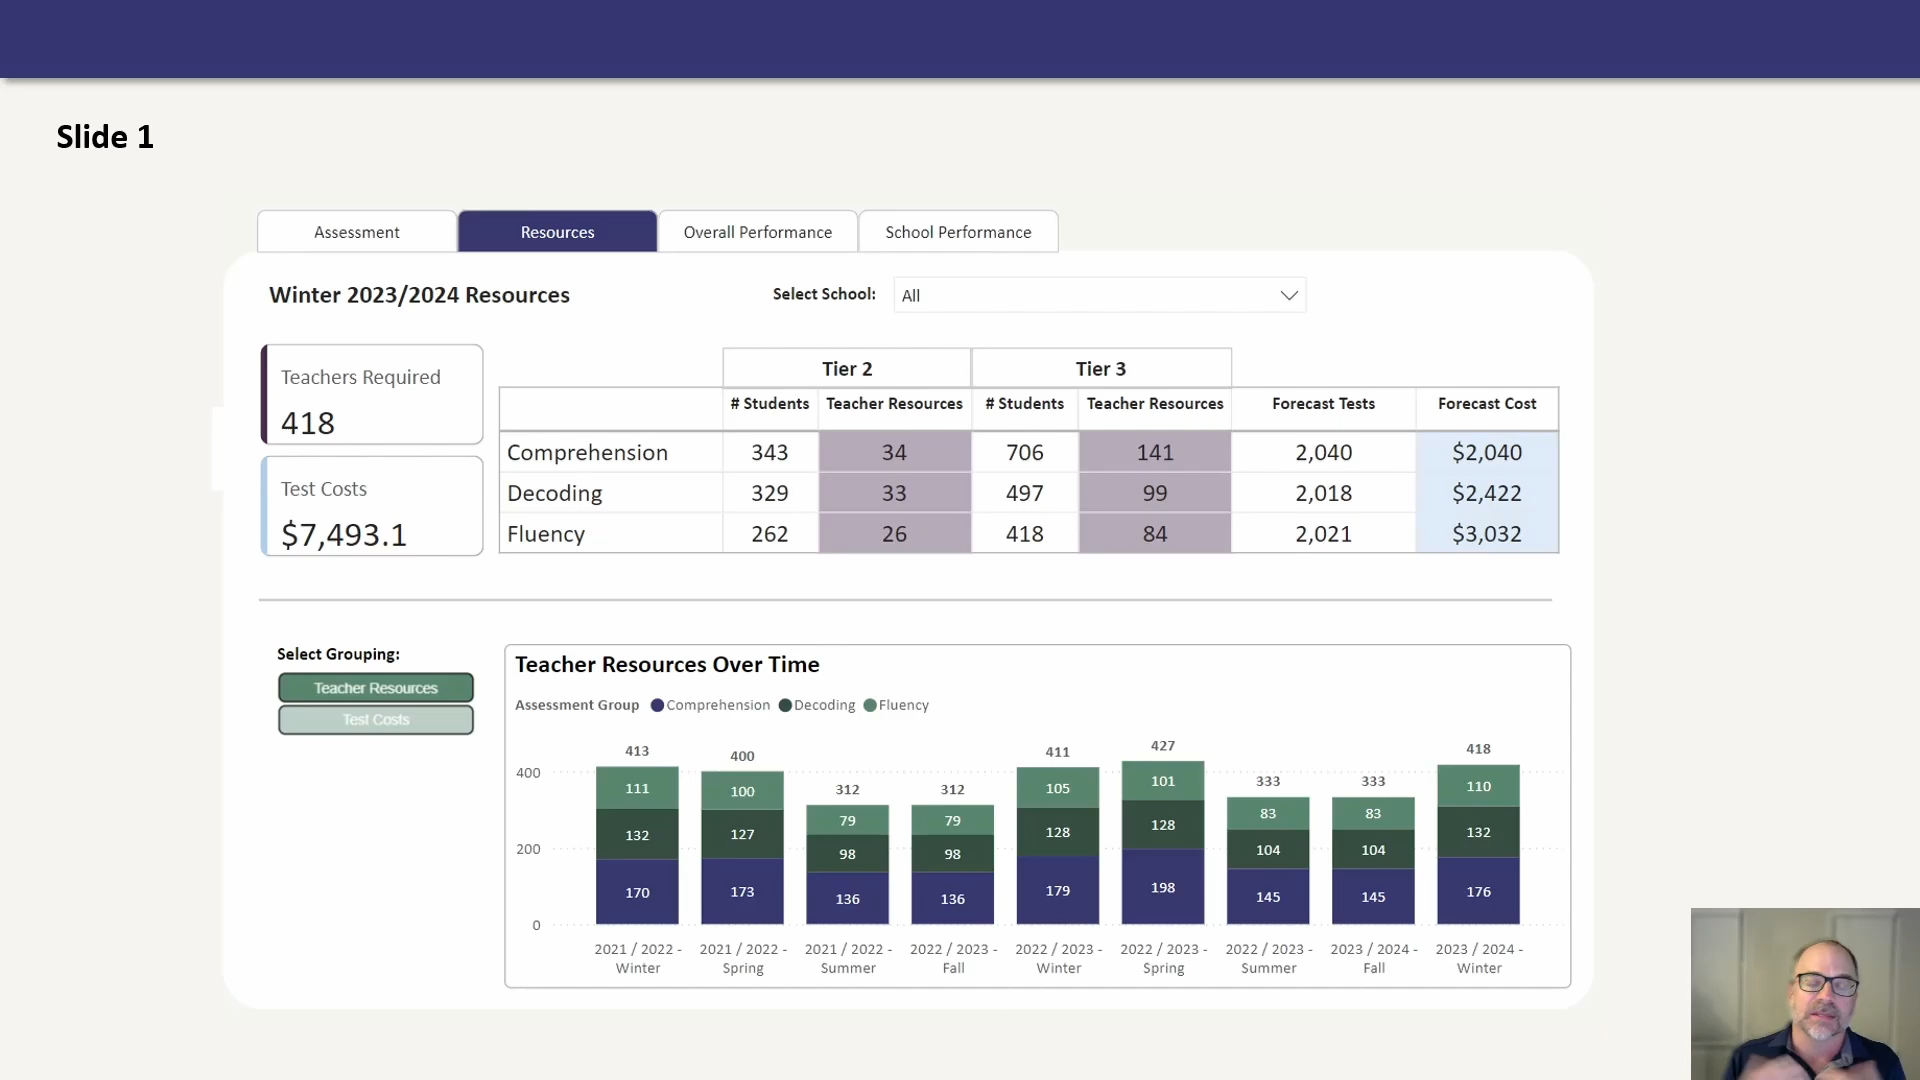 Slide 1
Assessment
Resources
Overall Performance
School Performance
Winter 2023/2024 Resources
Select School:
All
Teachers Required
418
Test Costs
$7,493.1
Tier 2 Tier 3
# Students Teacher Resources # Students Teacher Resources Forecast Tests Forecast Cost
Comprehension 343 34 706 141 2,040 $2,040
Decoding 329 33 497 99 2,018 $2,422
Fluency 262 26 418 84 2,021 $3,032
Select Grouping:
Teacher Resources
Test Costs
Teacher Resources Over Time
Assessment Group Comprehension Decoding Fluency
413 400 312 312 411 427 333 333 418
400
111 100 79 79 105 101 83 83 110
132 127 98 98 128 128 104 104 132
200
170 173 136 136 179 198 145 145 176
0
2021 / 2022 - 2021 / 2022 - 2021 / 2022 - 2022 / 2023 - 2022 / 2023 - 2022 / 2023 - 2022 / 2023 - 2023 / 2024 - 2023 / 2024 -
Winter Spring Summer Fall Winter Spring Summer Fall Winter